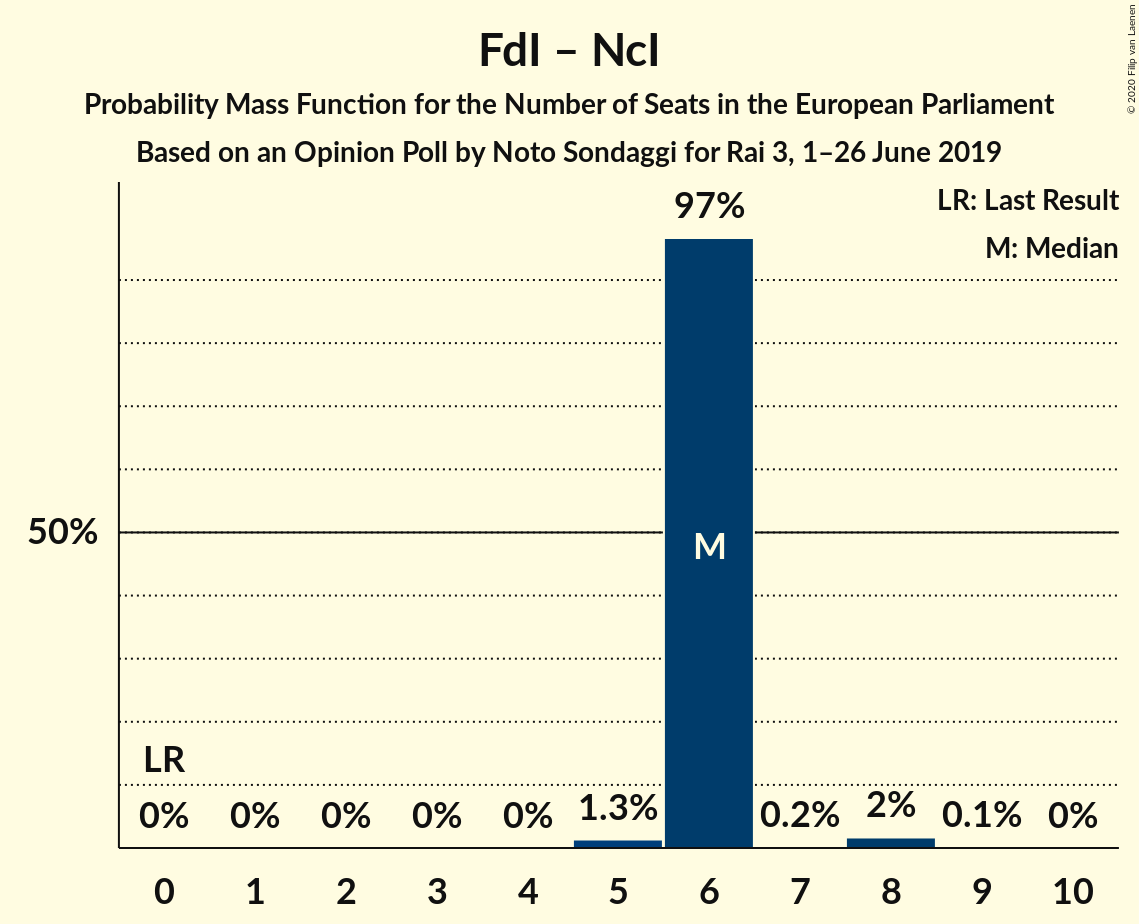 FdI – NcI
Probability Mass Function for the Number of Seats in the European Parliament
Based on an Opinion Poll by Noto Sondaggi for Rai 3, 1–26 June 2019
© 2020 Filip van Laenen
LR: Last Result
M: Median
97%
50%
M
LR
0% 0% 0% 0% 0% 1.3% 0.2% 2% 0.1% 0%
0 1 2 3 4 5 6 7 8 9 10